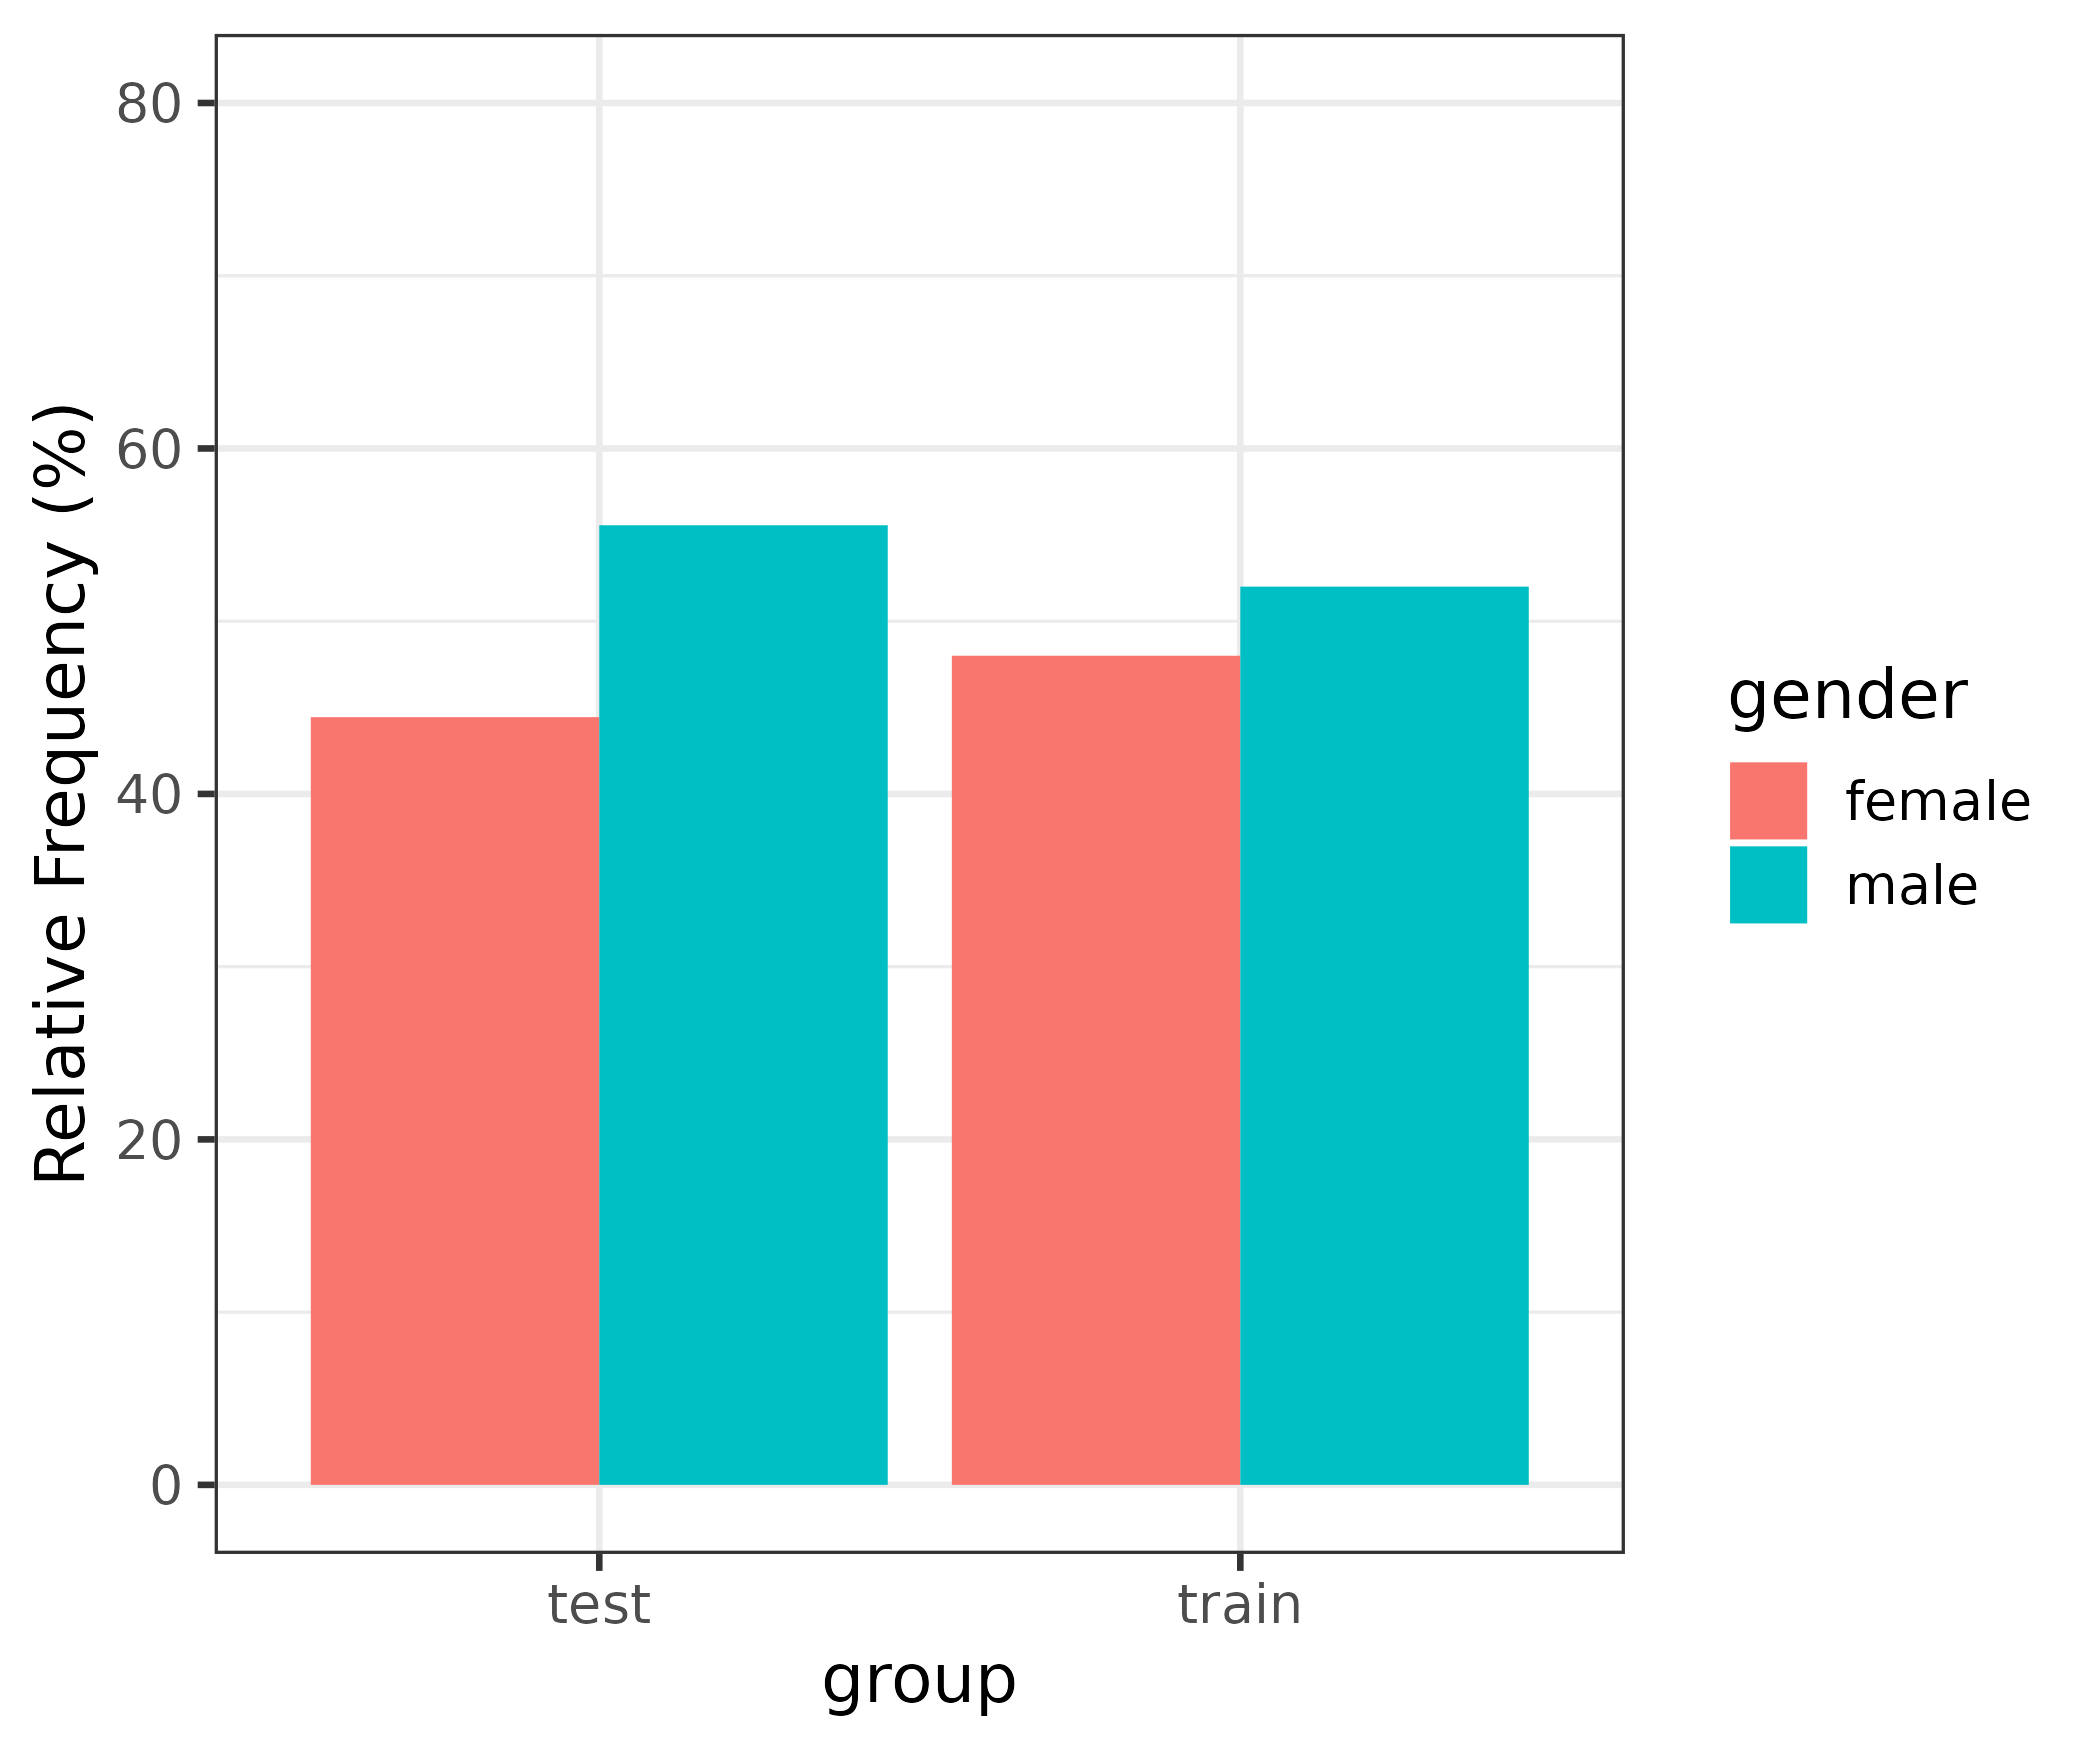 80
60
40
20
0
Relative Frequency (%)
test train
group
gender
female
male